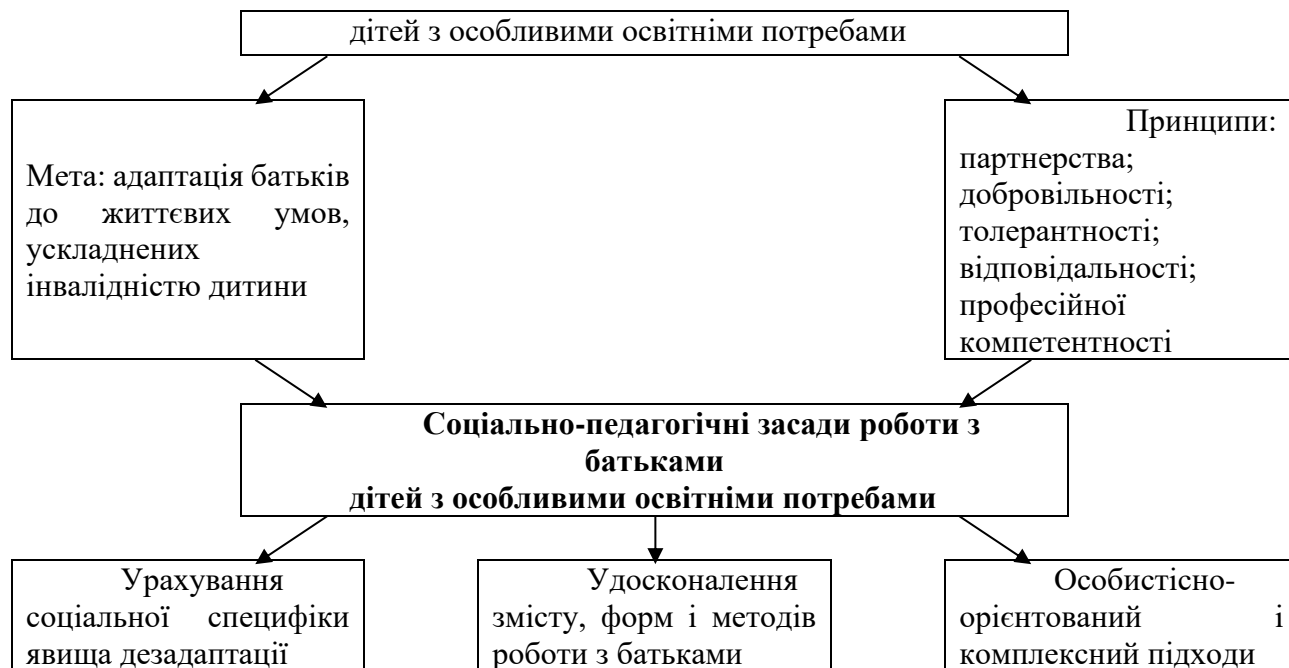 дітей з особливими освітніми потребами
Мета: адаптація батьків
до життєвих умов,
ускладнених
інвалідністю дитини
Принципи:
партнерства;
добровільності;
толерантності;
відповідальності;
професійної
компетентності
Соціально-педагогічні засади роботи з
батьками
дітей з особливими освітніми потребами
Урахування
соціальної специфіки
явища дезадаптації
Удосконалення
змісту, форм і методів
роботи з батьками
Особистісно-
орієнтований і
комплексний підходи